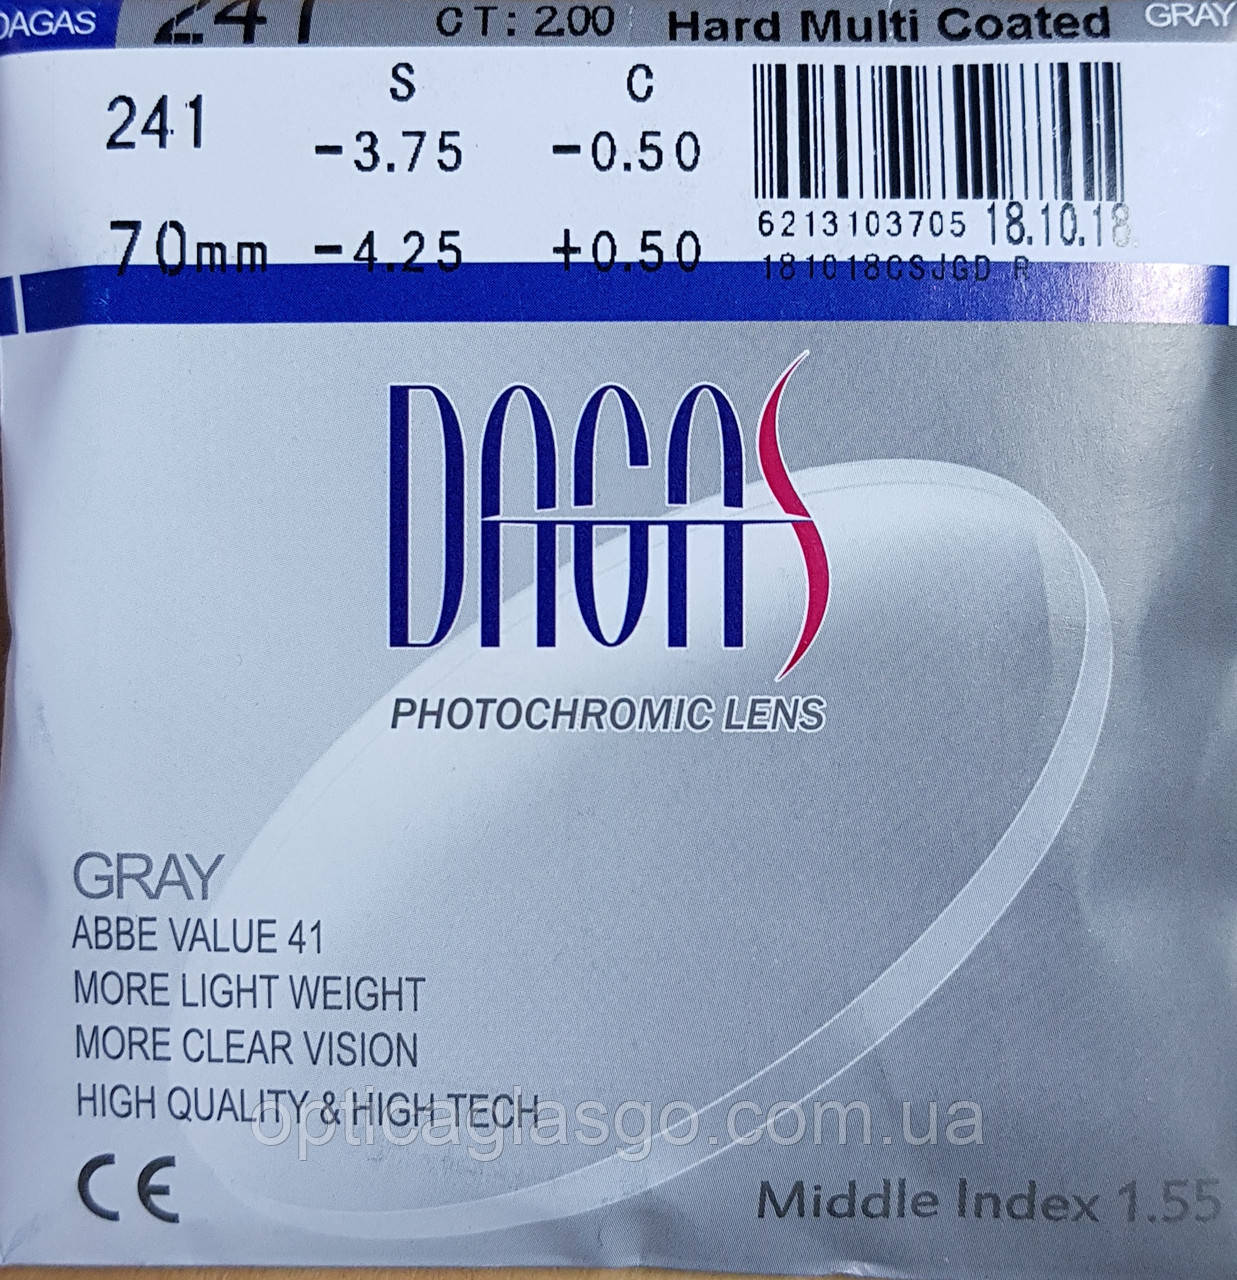 DAGAS 241 CT: 2.00 Hard Multi Coated GRAY
S C
241 -3.75 -0.50
70mm -4.25 +0.50
6213103705 18.10.18.
181018CSJGD R
DAGAS
PHOTOCHROMIC LENS
GRAY
ABBE VALUE 41
MORE LIGHT WEIGHT
MORE CLEAR VISION
HIGH QUALITY & HIGH TECH
opticaglasgo.com.ua
CE
Middle Index 1.55